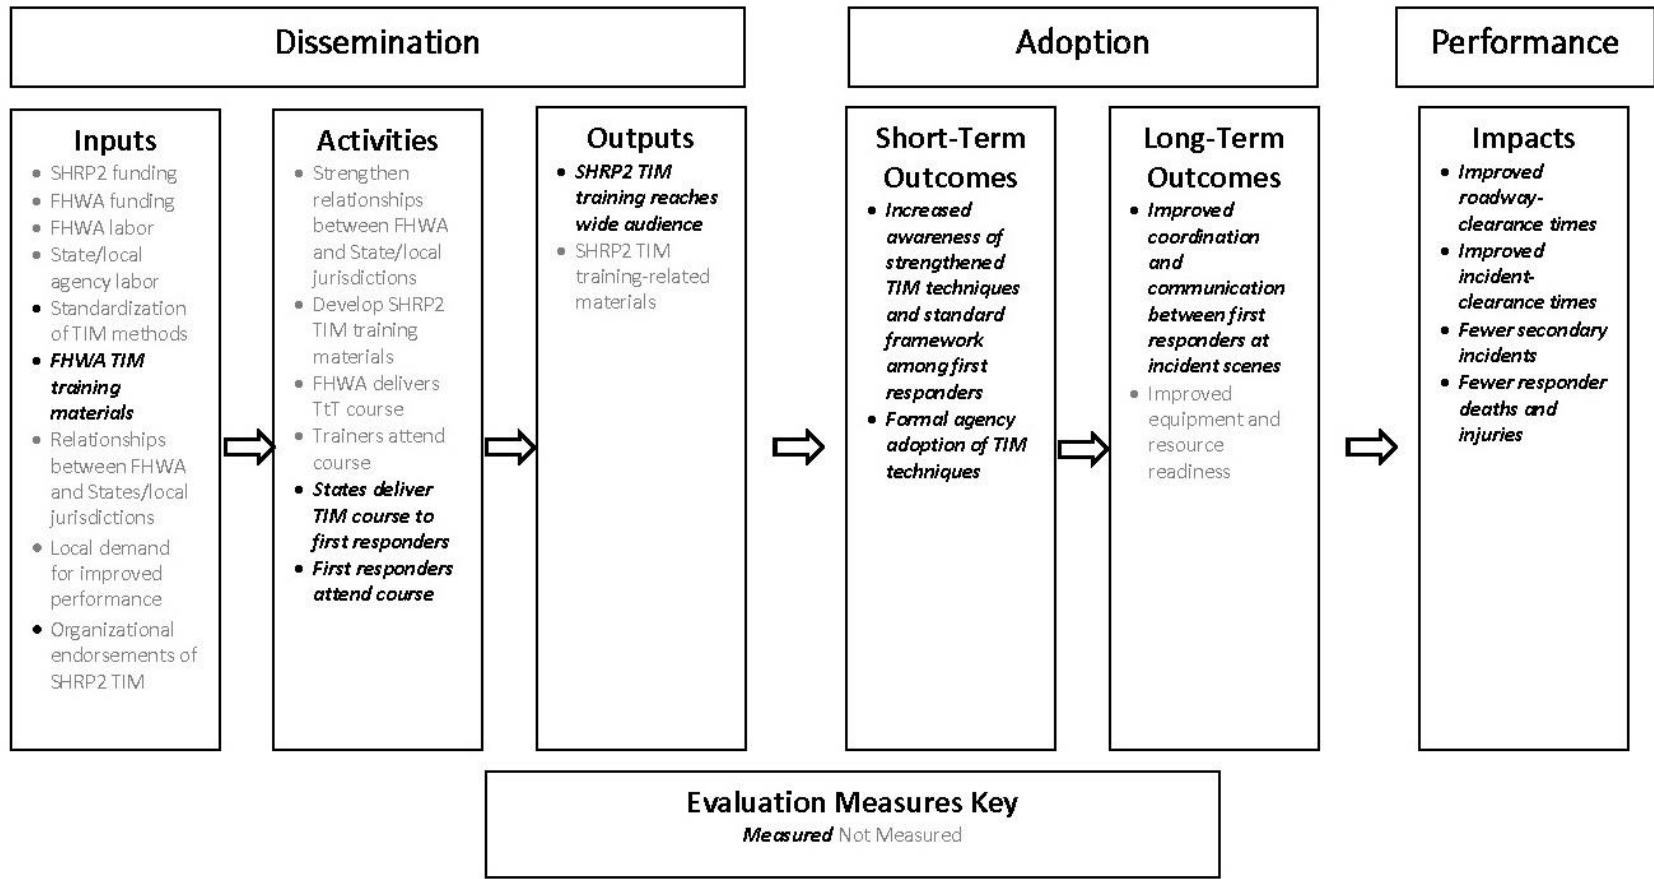 Dissemination
Adoption
Performance
Inputs
• SHRP2 funding
• FHWA funding
• FHWA labor
• State/local
agency labor
• Standardization
of TIM methods
• FHWA TIM
training
materials
• Relationships
between FHWA
and States/local
jurisdictions
• Local demand
for improved
performance
• Organizational
endorsements of
SHRP2 TIM
Activities
• Strengthen
relationships
between FHWA
and State/local
jurisdictions
• Develop SHRP2
TIM training
materials
• FHWA delivers
TtT course
• Trainers attend
course
• States deliver
TIM course to
first responders
• First responders
attend course
Outputs
• SHRP2 TIM
training reaches
wide audience
• SHRP2 TIM
training-related
materials
Short-Term
Outcomes
• Increased
awareness of
strengthened
TIM techniques
and standard
framework
among first
responders
• Formal agency
adoption of TIM
techniques
Long-Term
Outcomes
• Improved
coordination
and
communication
between first
responders at
incident scenes
• Improved
equipment and
resource
readiness
Impacts
• Improved
roadway-
clearance times
• Improved
incident-
clearance times
• Fewer secondary
incidents
• Fewer responder
deaths and
injuries
Evaluation Measures Key
Measured Not Measured